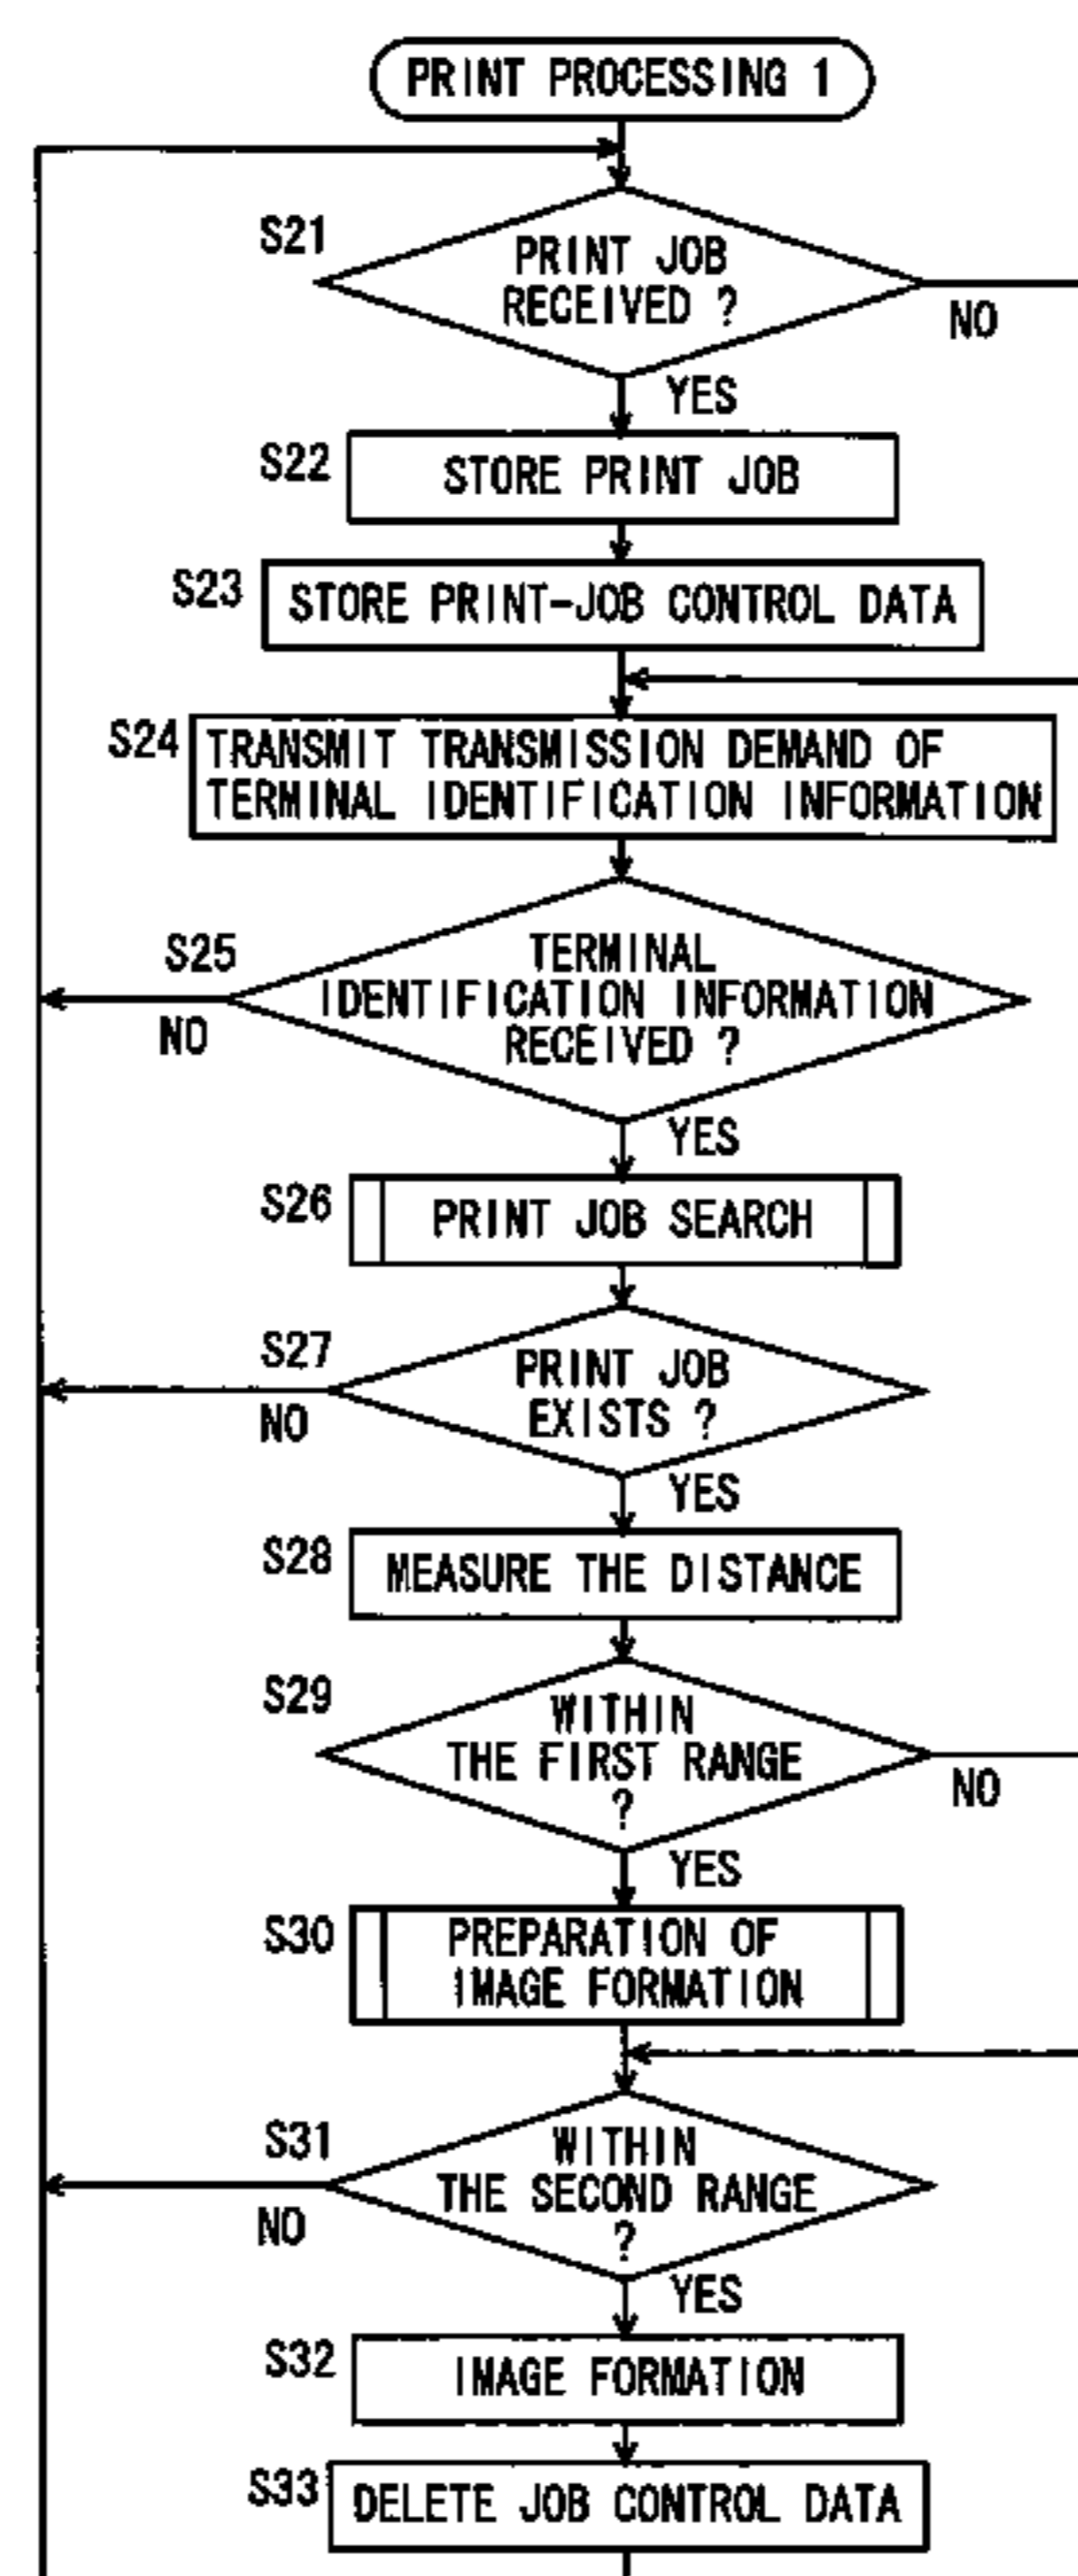 PRINT PROCESSING 1
S21
PRINT JOB
RECEIVED ?
NO
YES
S22
STORE PRINT JOB
S23
STORE PRINT-JOB CONTROL DATA
S24
TRANSMIT TRANSMISSION DEMAND OF
TERMINAL IDENTIFICATION INFORMATION
S25
TERMINAL
IDENTIFICATION INFORMATION
RECEIVED ?
NO
YES
S26
PRINT JOB SEARCH
S27
PRINT JOB
EXISTS ?
NO
YES
S28
MEASURE THE DISTANCE
S29
WITHIN
THE FIRST RANGE
?
NO
YES
S30
PREPARATION OF
IMAGE FORMATION
S31
WITHIN
THE SECOND RANGE
?
NO
YES
S32
IMAGE FORMATION
S33
DELETE JOB CONTROL DATA